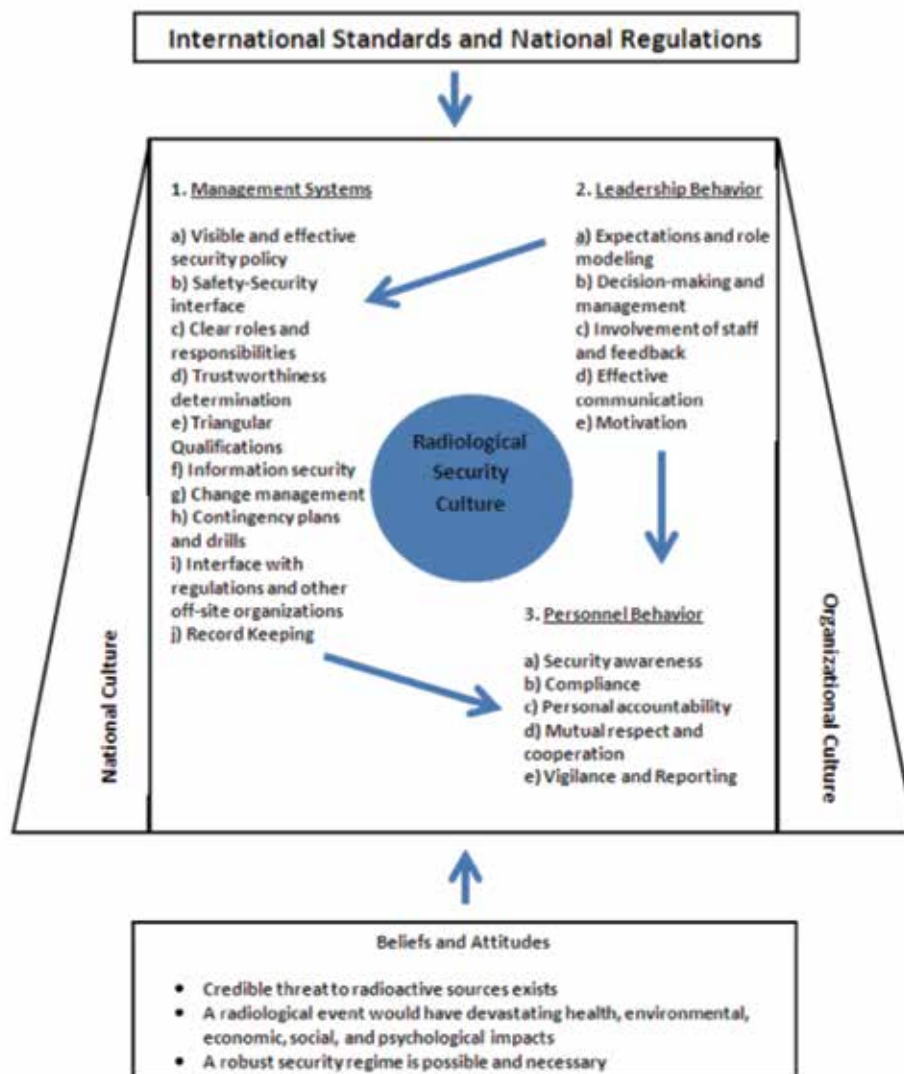 International Standards and National Regulations
1. Management Systems
a) Visible and effective
security policy
b) Safety-Security
interface
c) Clear roles and
responsibilities
d) Trustworthiness
determination
e) Triangular
Qualifications
f) Information security
g) Change management
h) Contingency plans
and drills
i) Interface with
regulations and other
off-site organizations
j) Record Keeping
2. Leadership Behavior
a) Expectations and role
modeling
b) Decision-making and
management
c) Involvement of staff
and feedback
d) Effective
communication
e) Motivation
Radiological
Security
Culture
3. Personnel Behavior
a) Security awareness
b) Compliance
c) Personal accountability
d) Mutual respect and
cooperation
e) Vigilance and Reporting
National Culture
Organizational Culture
Beliefs and Attitudes
• Credible threat to radioactive sources exists
• A radiological event would have devastating health, environmental,
economic, social, and psychological impacts
• A robust security regime is possible and necessary